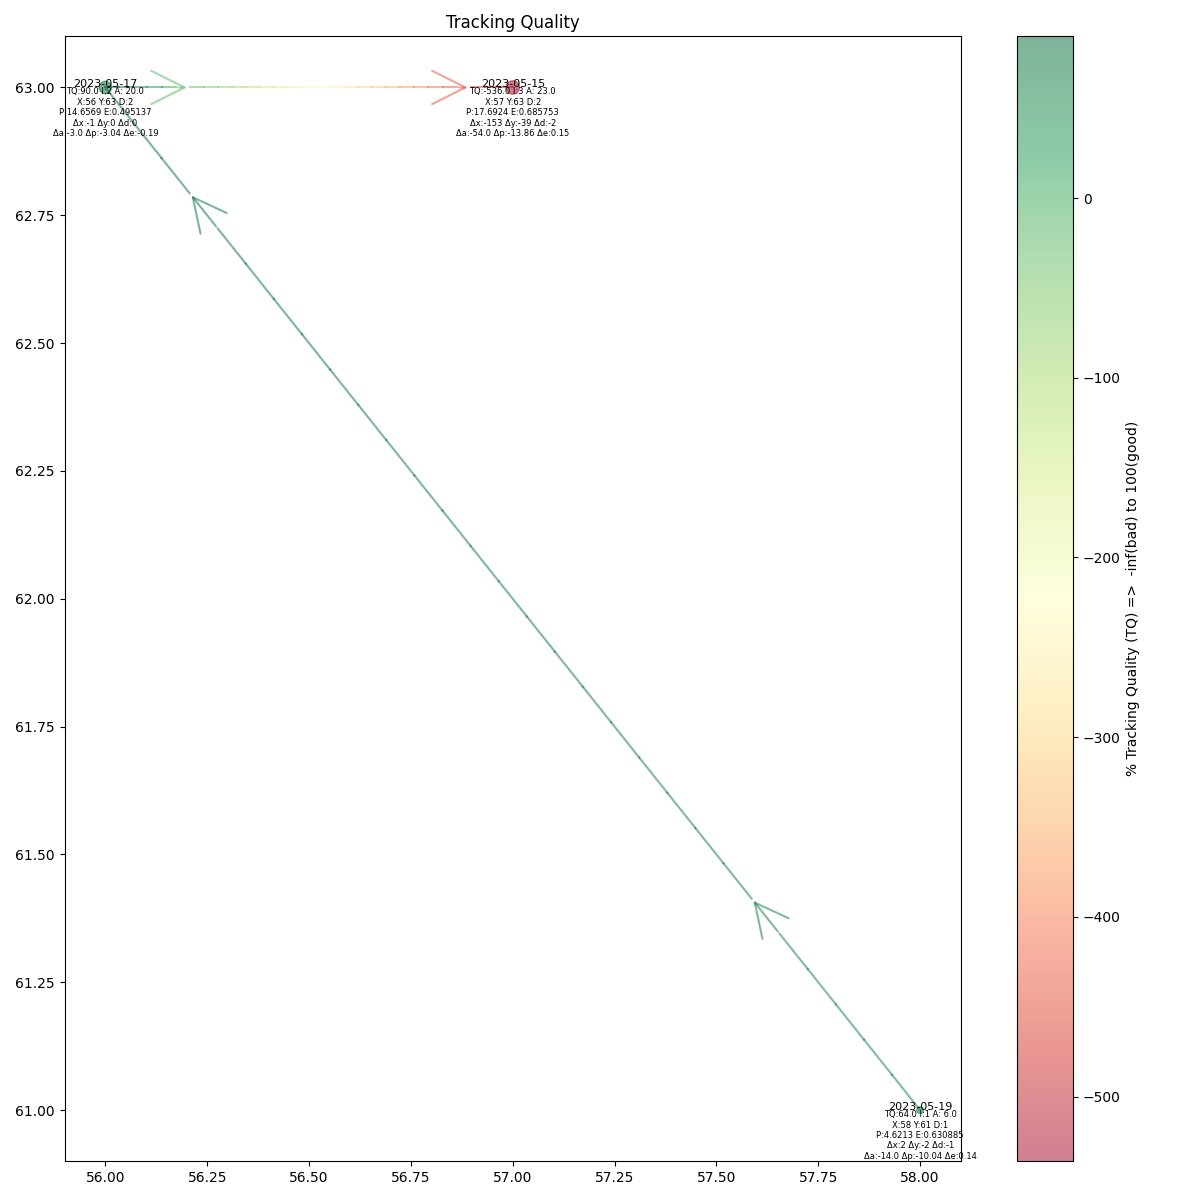 Tracking Quality
63.00
62.75
62.50
62.25
62.00
61.75
61.50
61.25
61.00
56.00 56.25 56.50 56.75 57.00 57.25 57.50 57.75 58.00
2023-05-17
A: 20.0
X:56 Y:63 D:2
P:14.6569 E:0.495137
Δx:-1 Δy:0 Δd:0
Δa:-3.0 Δp:-3.04 Δe:-0.19
2023-05-15
A: 23.0
X:57 Y:63 D:2
P:17.6924 E:0.685753
Δx:-153 Δy:-39 Δd:-2
Δa:-54.0 Δp:-13.86 Δe:0.15
2023-05-19
TQ:64.0 A: 6.0
X:58 Y:61 D:1
P:4.6213 E:0.630885
Δx:2 Δy:-2 Δd:-1
Δa:-14.0 Δp:-10.04 Δe:0.14
0
−100
−200
−300
−400
−500
% Tracking Quality (TQ) => -inf(bad) to 100(good)